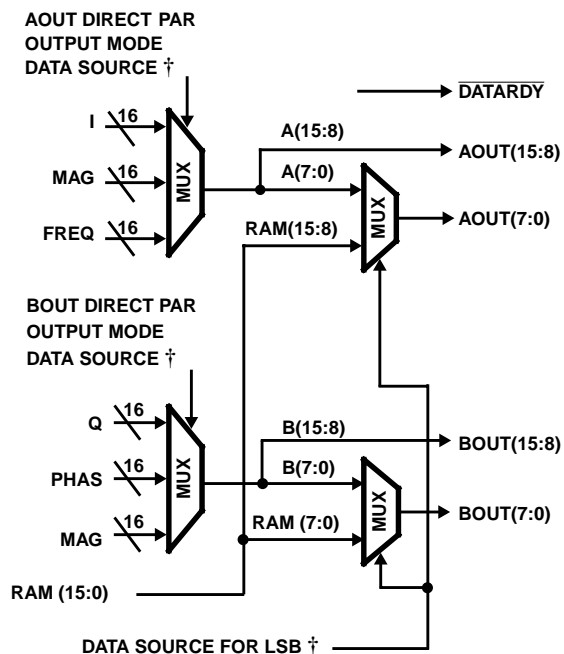 AOUT DIRECT PAR
OUTPUT MODE
DATA SOURCE †
DATARDY
I
16
A(15:8)
AOUT(15:8)
MAG
16
MUX
A(7:0)
MUX
AOUT(7:0)
FREQ
16
RAM(15:8)
BOUT DIRECT PAR
OUTPUT MODE
DATA SOURCE †
Q
16
B(15:8)
BOUT(15:8)
PHAS
16
MUX
B(7:0)
MUX
BOUT(7:0)
MAG
16
RAM (7:0)
RAM (15:0)
DATA SOURCE FOR LSB †